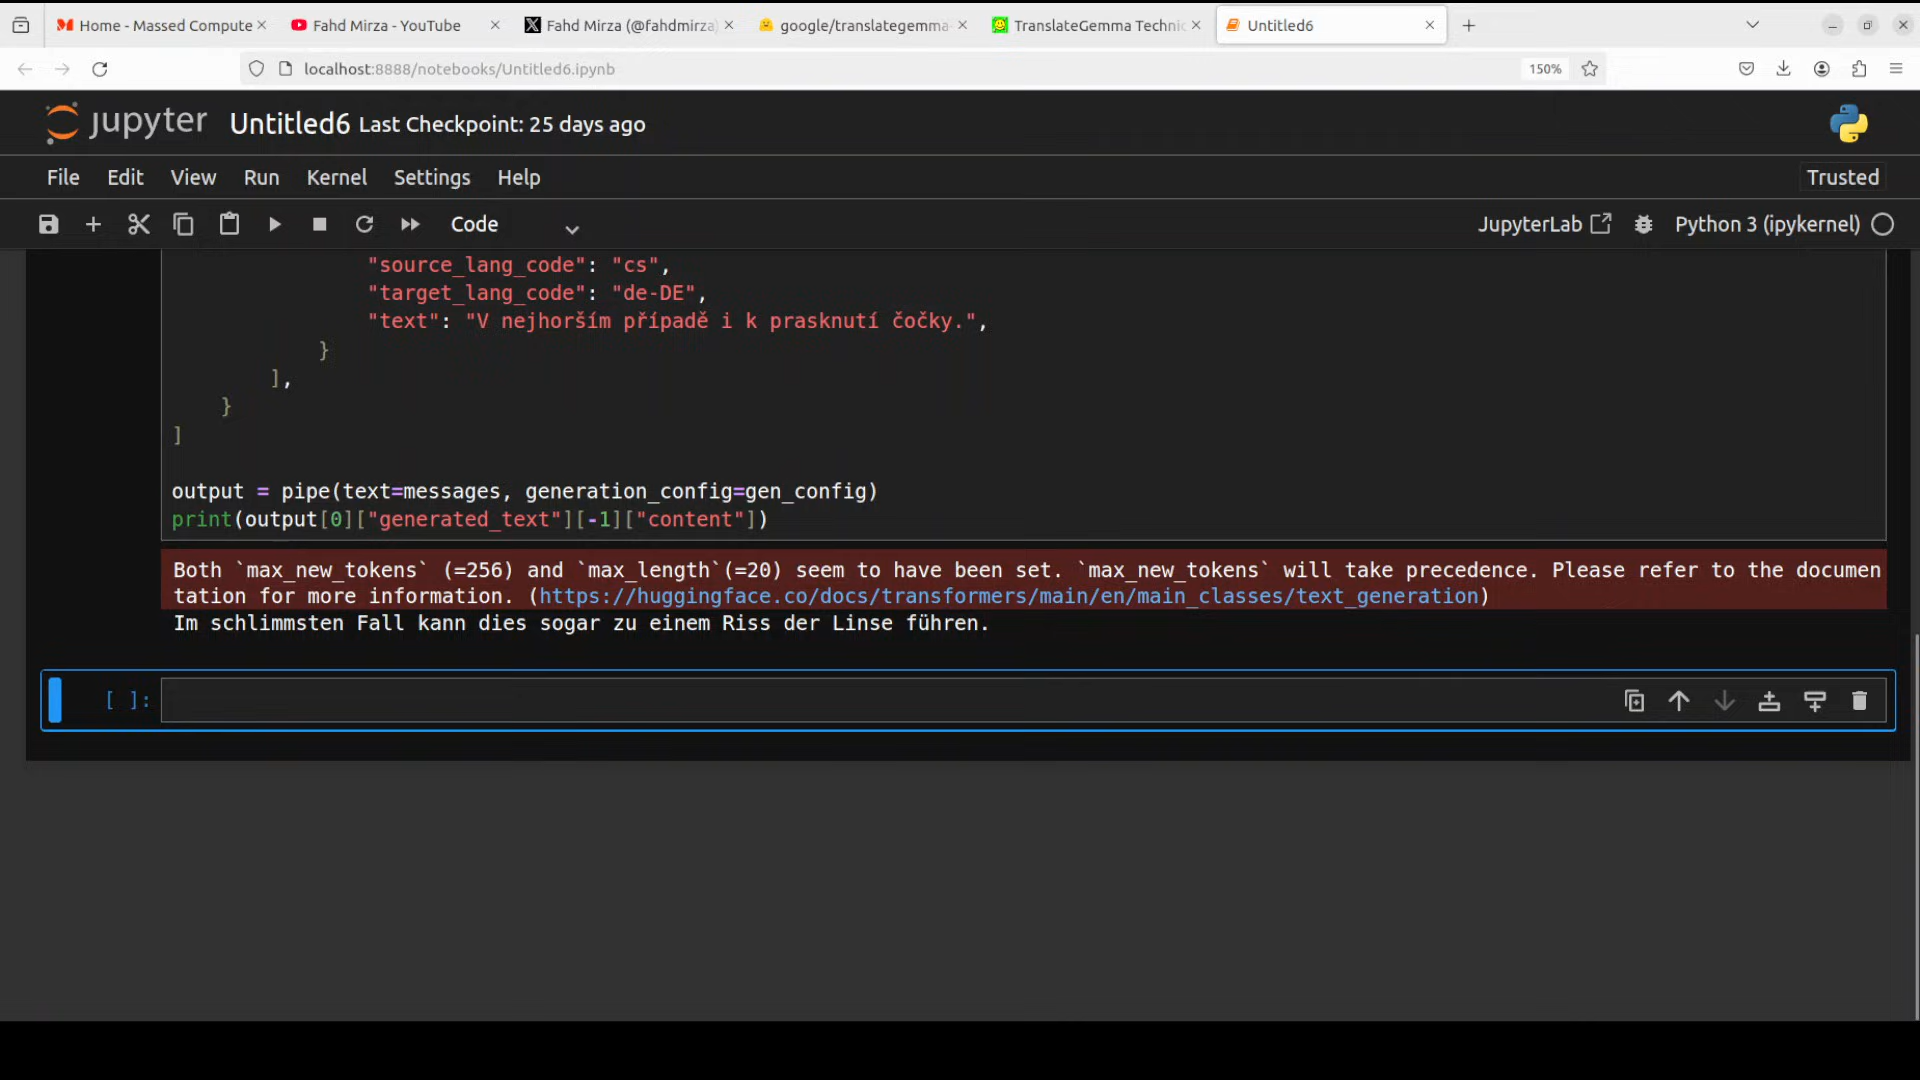 Home - Massed Compute
Fahd Mirza - YouTube
Fahd Mirza (@fahdmirza)
google/translategemma-
TranslateGemma Technic
Untitled6
localhost:8888/notebooks/Untitled6.ipynb
150%
jupyter
Untitled6 Last Checkpoint: 25 days ago
File Edit View Run Kernel Settings Help
Trusted
Code
JupyterLab
Python 3 (ipykernel)
"source_lang_code": "cs",
"target_lang_code": "de-DE",
"text": "V nejhorším případě i k prasknutí čočky.",
}
],
}
]
output = pipe(text=messages, generation_config=gen_config)
print(output[0]["generated_text"][-1]["content"])
Both `max_new_tokens` (=256) and `max_length`(=20) seem to have been set. `max_new_tokens` will take precedence. Please refer to the documen
tation for more information. (https://huggingface.co/docs/transformers/main/en/main_classes/text_generation)
Im schlimmsten Fall kann dies sogar zu einem Riss der Linse führen.
[ ]: